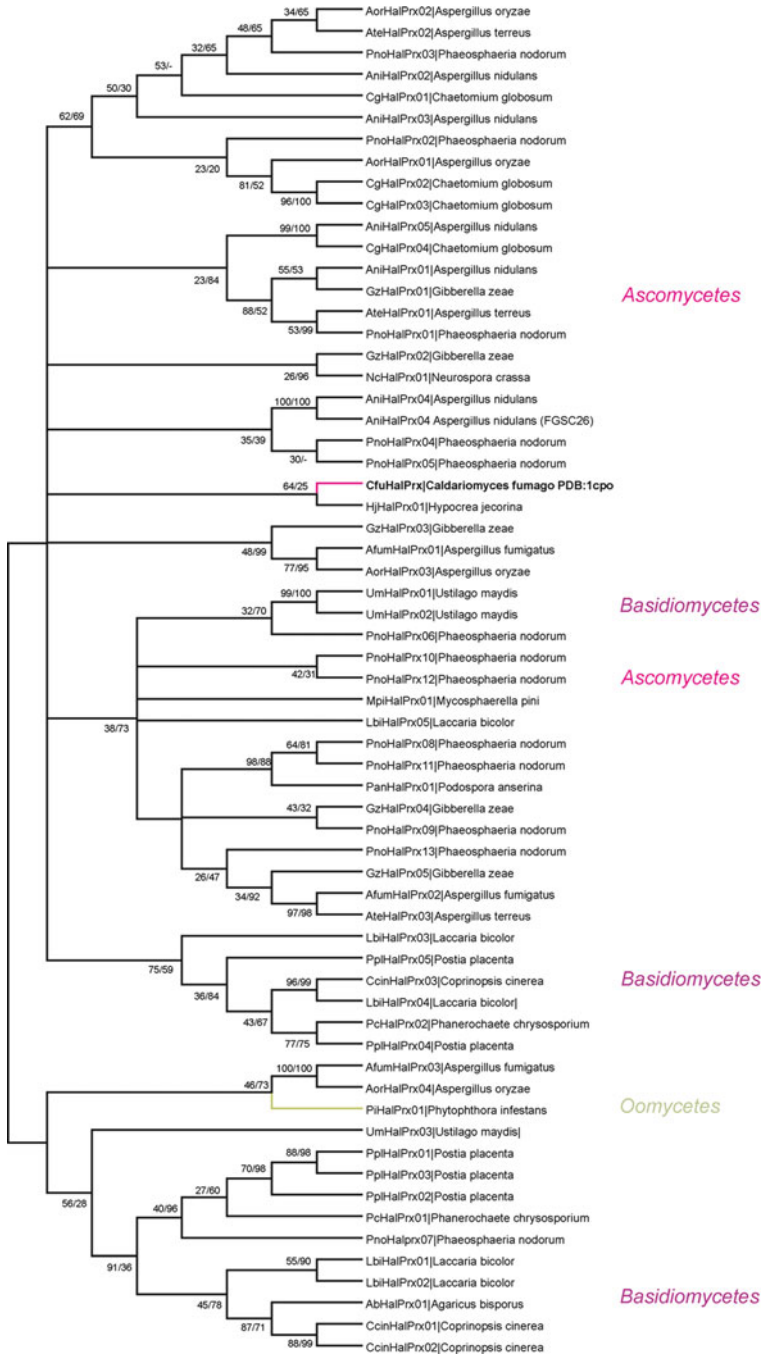 34/65
AorHalPrx02|Aspergillus oryzae
48/65
AteHalPrx02|Aspergillus terreus
32/65
PnoHalPrx03|Phaeosphaeria nodorum
53/-
AniHalPrx02|Aspergillus nidulans
50/30
CgHalPrx01|Chaetomium globosum
62/69
AniHalPrx03|Aspergillus nidulans
PnoHalPrx02|Phaeosphaeria nodorum
23/20
AorHalPrx01|Aspergillus oryzae
81/52
CgHalPrx02|Chaetomium globosum
96/100
CgHalPrx03|Chaetomium globosum
99/100
AniHalPrx05|Aspergillus nidulans
CgHalPrx04|Chaetomium globosum
23/84
55/53
AniHalPrx01|Aspergillus nidulans
GzHalPrx01|Gibberella zeae
Ascomycetes
88/52
AteHalPrx01|Aspergillus terreus
53/99
PnoHalPrx01|Phaeosphaeria nodorum
GzHalPrx02|Gibberella zeae
26/96
NcHalPrx01|Neurospora crassa
100/100
AniHalPrx04|Aspergillus nidulans
AniHalPrx04 Aspergillus nidulans (FGSC26)
35/39
PnoHalPrx04|Phaeosphaeria nodorum
30/-
PnoHalPrx05|Phaeosphaeria nodorum
64/25
CfuHalPrx|Caldariomyces fumago PDB:1cpo
HjHalPrx01|Hypocrea jecorina
GzHalPrx03|Gibberella zeae
48/99
AfumHalPrx01|Aspergillus fumigatus
77/95
AorHalPrx03|Aspergillus oryzae
99/100
UmHalPrx01|Ustilago maydis
32/70
UmHalPrx02|Ustilago maydis
Basidiomycetes
PnoHalPrx06|Phaeosphaeria nodorum
PnoHalPrx10|Phaeosphaeria nodorum
42/31
PnoHalPrx12|Phaeosphaeria nodorum
Ascomycetes
MpiHalPrx01|Mycosphaerella pini
38/73
LbiHalPrx05|Laccaria bicolor
64/81
PnoHalPrx08|Phaeosphaeria nodorum
98/88
PnoHalPrx11|Phaeosphaeria nodorum
PanHalPrx01|Podospora anserina
43/32
GzHalPrx04|Gibberella zeae
PnoHalPrx09|Phaeosphaeria nodorum
PnoHalPrx13|Phaeosphaeria nodorum
26/47
GzHalPrx05|Gibberella zeae
34/92
AfumHalPrx02|Aspergillus fumigatus
97/98
AteHalPrx03|Aspergillus terreus
LbiHalPrx03|Laccaria bicolor
75/59
PplHalPrx05|Postia placenta
36/84
96/99
CcinHalPrx03|Coprinopsis cinerea
Basidiomycetes
LbiHalPrx04|Laccaria bicolor|
43/67
PcHalPrx02|Phanerochaete chrysosporium
77/75
PplHalPrx04|Postia placenta
100/100
AfumHalPrx03|Aspergillus fumigatus
46/73
AorHalPrx04|Aspergillus oryzae
PiHalPrx01|Phytophthora infestans
Oomycetes
UmHalPrx03|Ustilago maydis|
88/98
PplHalPrx01|Postia placenta
70/98
PplHalPrx03|Postia placenta
27/60
PplHalPrx02|Postia placenta
56/28
40/96
PcHalPrx01|Phanerochaete chrysosporium
PnoHalprx07|Phaeosphaeria nodorum
91/36
55/90
LbiHalPrx01|Laccaria bicolor
LbiHalPrx02|Laccaria bicolor
45/78
AbHalPrx01|Agaricus bisporus
Basidiomycetes
87/71
CcinHalPrx01|Coprinopsis cinerea
88/99
CcinHalPrx02|Coprinopsis cinerea